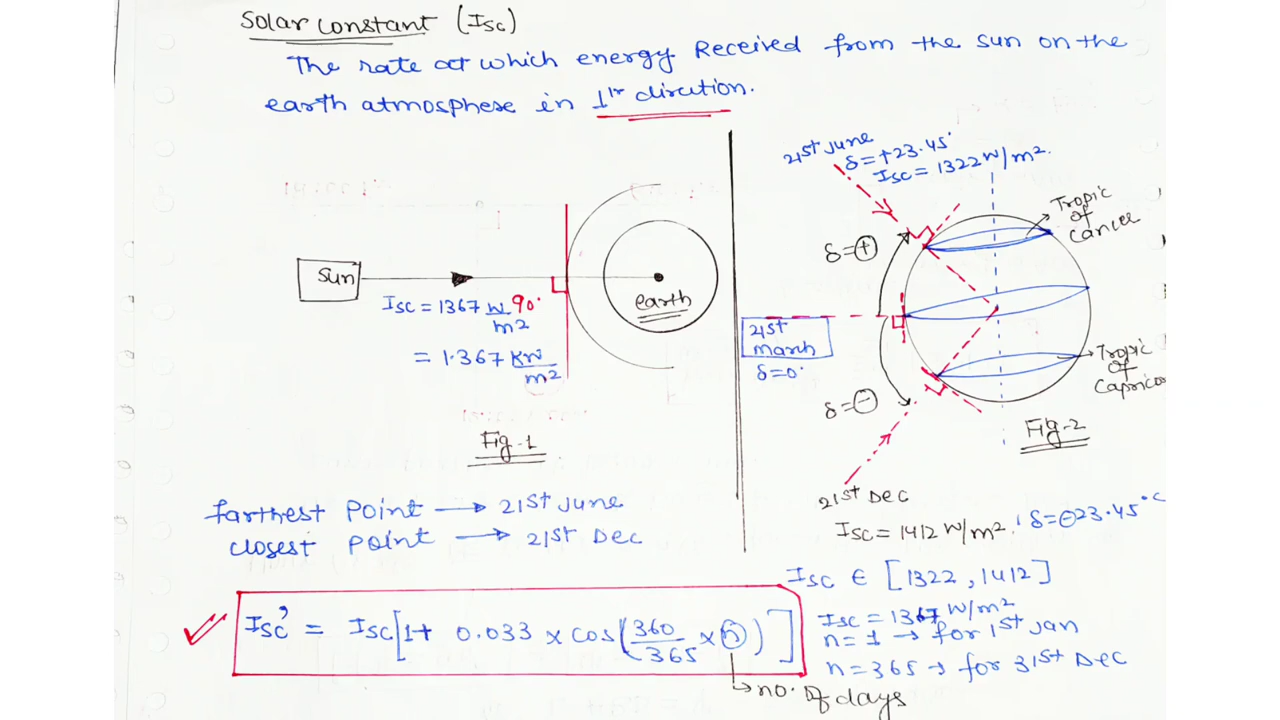 Solar constant (Isc)
The rate at which energy Received from the sun on the
earth atmosphese in 1lr direction.
Sun
Isc = 1367 W/m2
90°
= 1.367 KW/m2
earth
Fig-1
21st June
δ = +23.45°
Isc = 1322 W/m².
Tropic
of
Cancer
δ = +
21st
march
δ = 0°
δ = -
Tropic
of
Capricor
Fig-2
21st Dec
Isc = 1412 W/m². , δ = -23.45°C
farthest Point → 21st June
closest point → 21st Dec
Isc' = Isc[1+ 0.033 × cos(360/365 × n)]
→ no. of days
Isc ∈ [1322, 1412]
Isc = 1367 W/m²
n = 1 → for 1st Jan
n = 365 → for 31st Dec